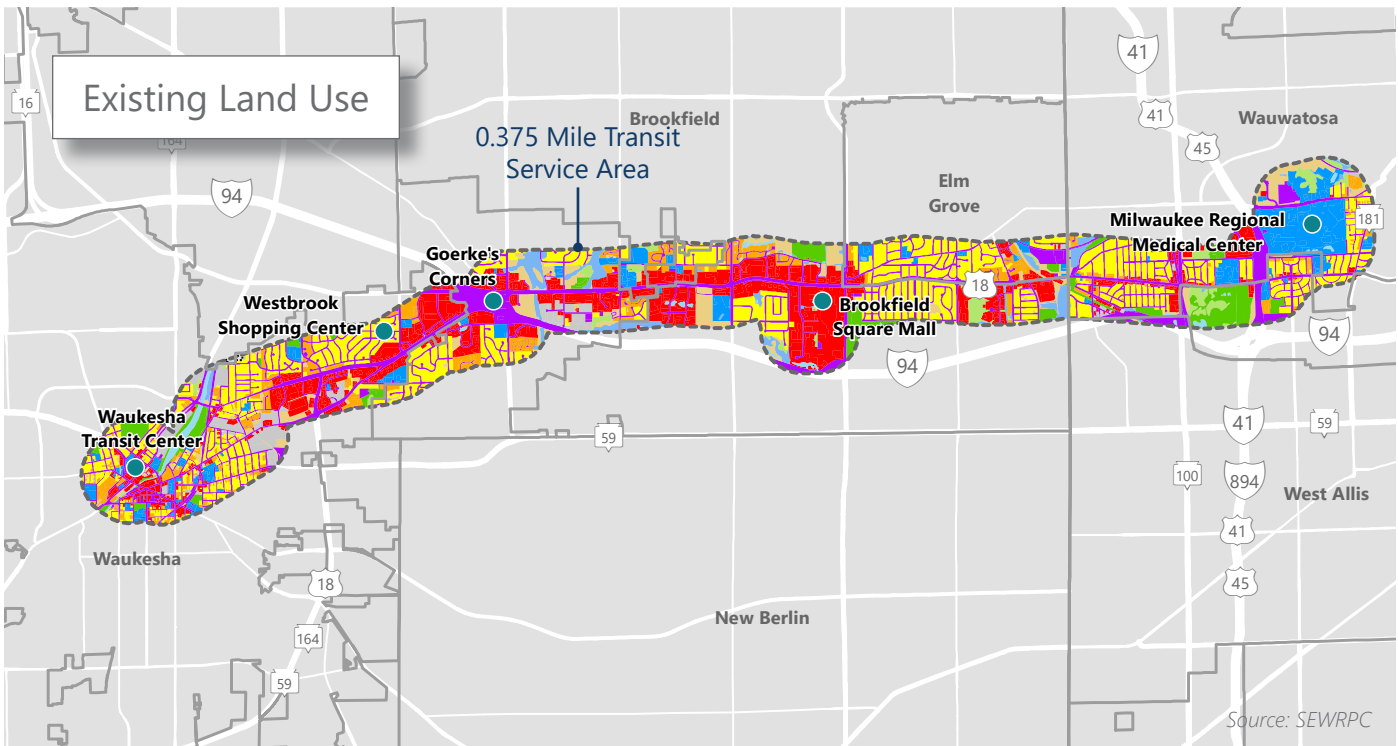 Existing Land Use
16
164
94
Brookfield
0.375 Mile Transit
Service Area
41
41
45
Wauwatosa
Elm
Grove
Milwaukee Regional
Medical Center
181
Goerke's
Corners
Westbrook
Shopping Center
18
Brookfield
Square Mall
94
94
Waukesha
Transit Center
59
41
59
100
894
West Allis
41
Waukesha
18
45
New Berlin
164
59
Source: SEWRPC